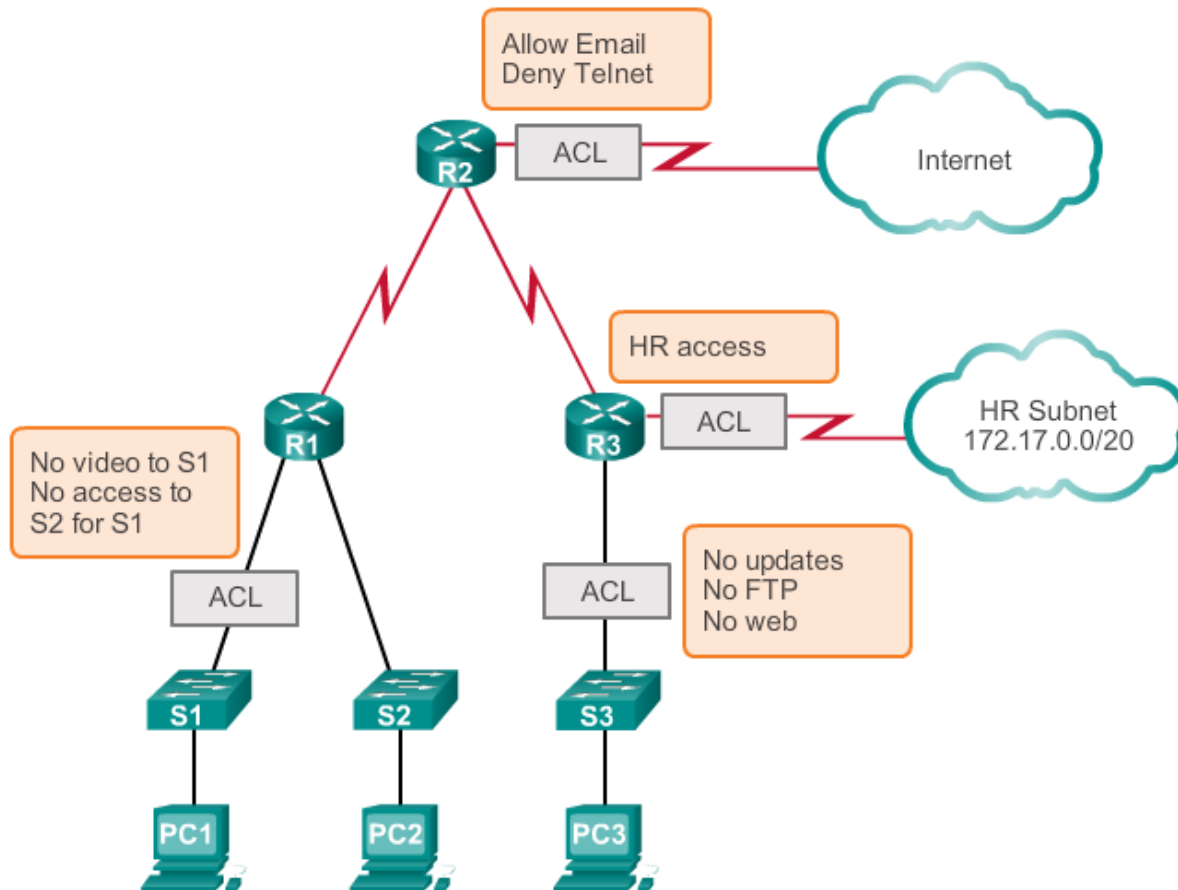 Allow Email
Deny Telnet
ACL
R2
Internet
HR access
ACL
R1
R3
HR Subnet
172.17.0.0/20
No video to S1
No access to
S2 for S1
ACL
ACL
No updates
No FTP
No web
S1
S2
S3
PC1
PC2
PC3